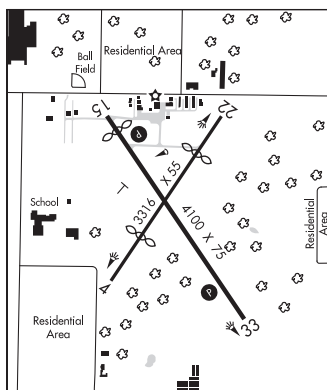 Ball
Field
Residential Area
15
22
P
3316 X 55
4100 X 75
School
Residential
Area
4
P
33
Residential
Area